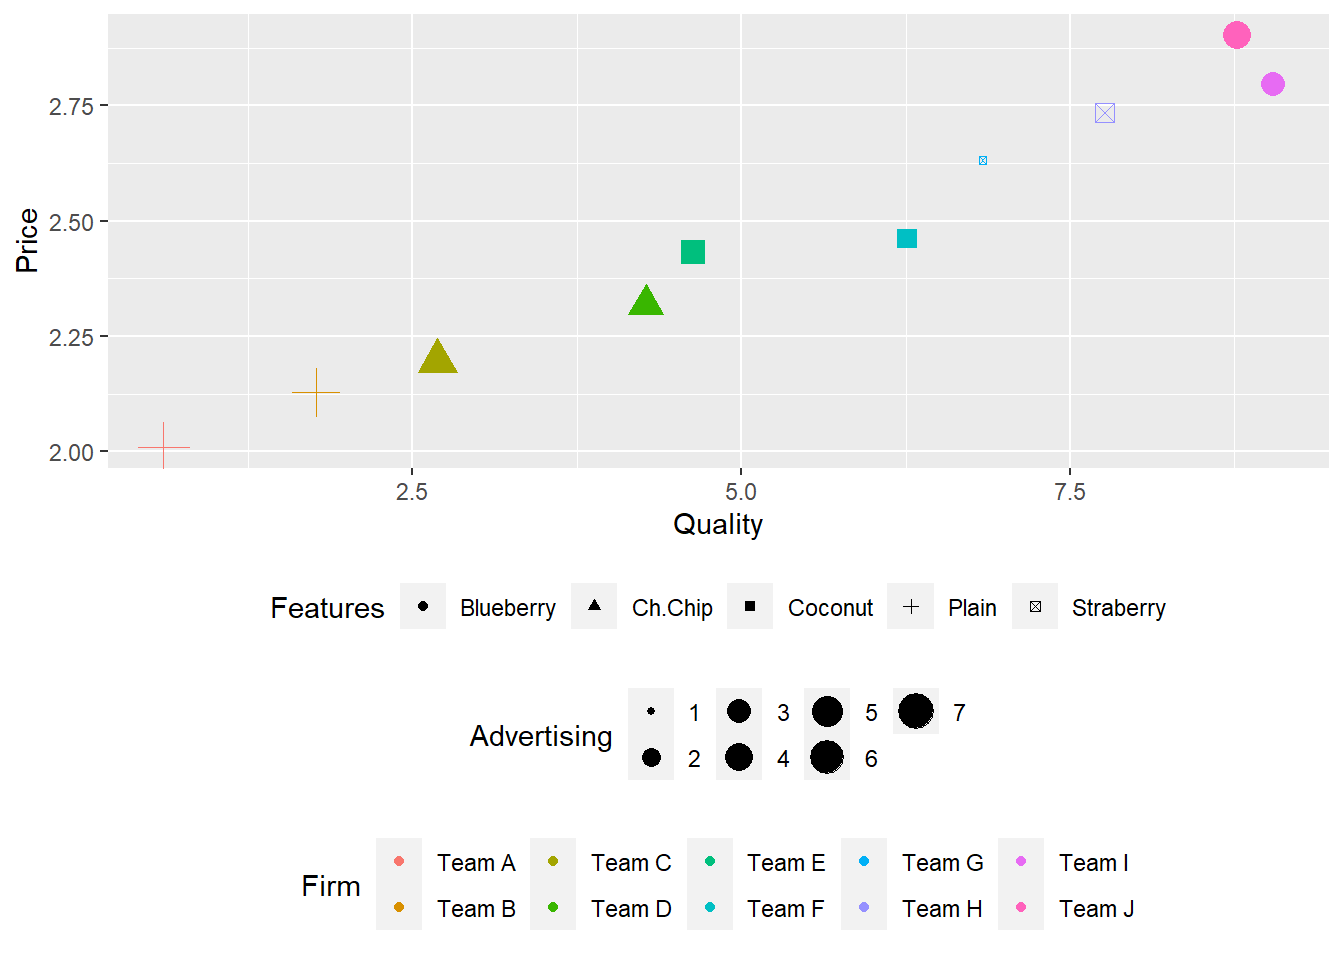 Price
2.75
2.50
2.25
2.00
2.5 5.0 7.5
Quality
Features Blueberry Ch.Chip Coconut Plain Straberry
Advertising
1 3 5 7
2 4 6
Firm
Team A Team C Team E Team G Team I
Team B Team D Team F Team H Team J